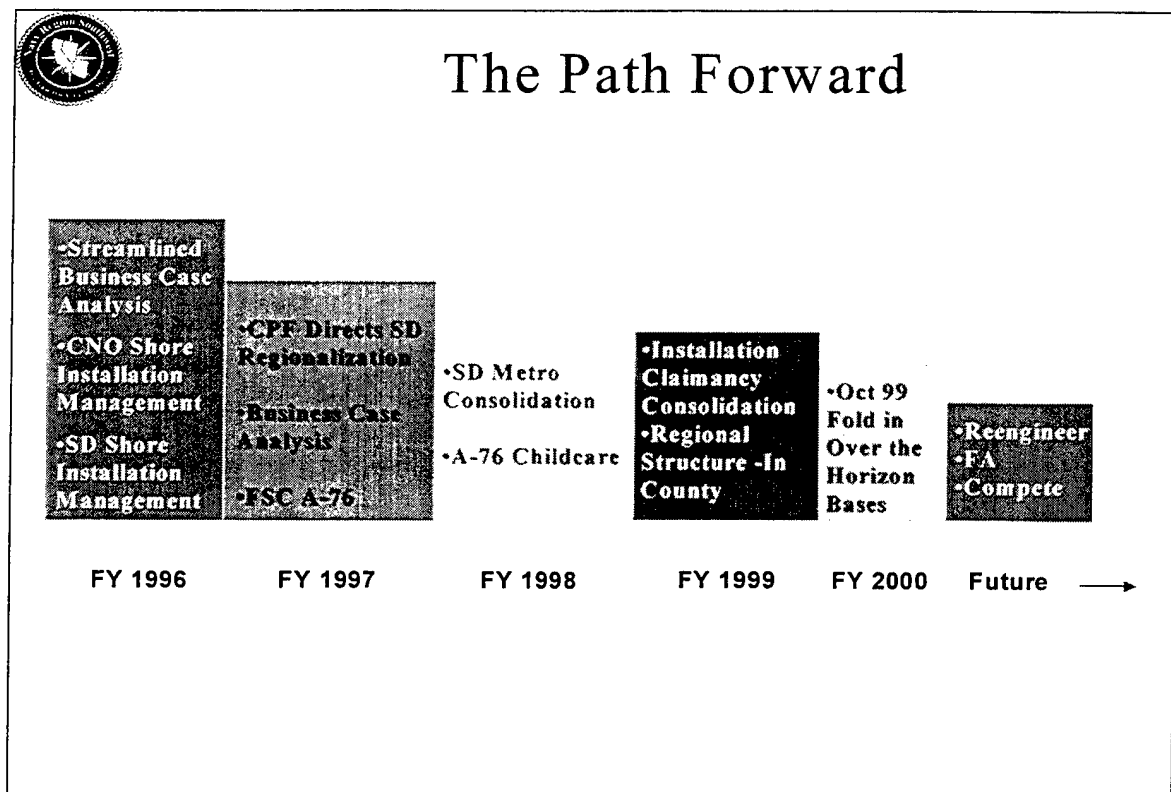 Navy Region Southwest
The Path Forward
•Streamlined
Business Case
Analysis
•CNO Shore
Installation
Management
•SD Shore
Installation
Management
•CPF Directs SD
Regionalization
•Business Case
Analysis
•FSC A-76
•SD Metro
Consolidation
•A-76 Childcare
•Installation
Claimancy
Consolidation
•Regional
Structure -In
County
•Oct 99
Fold in
Over the
Horizon
Bases
•Reengineer
•FA
•Compete
FY 1996
FY 1997
FY 1998
FY 1999
FY 2000
Future